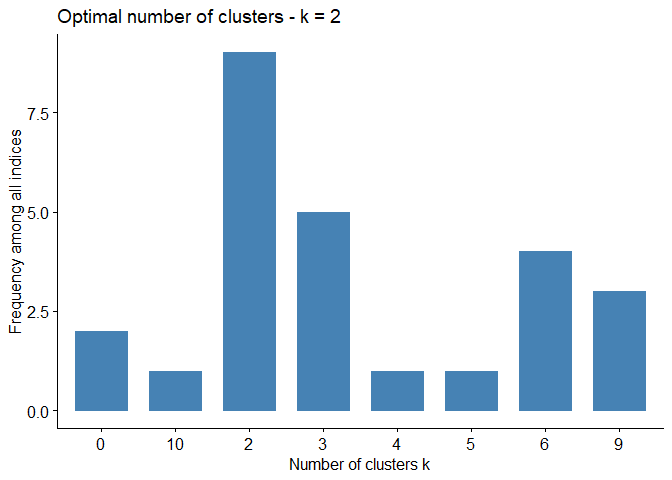 Optimal number of clusters - k = 2
Frequency among all indices
7.5
5.0
2.5
0.0
0 10 2 3 4 5 6 9
Number of clusters k